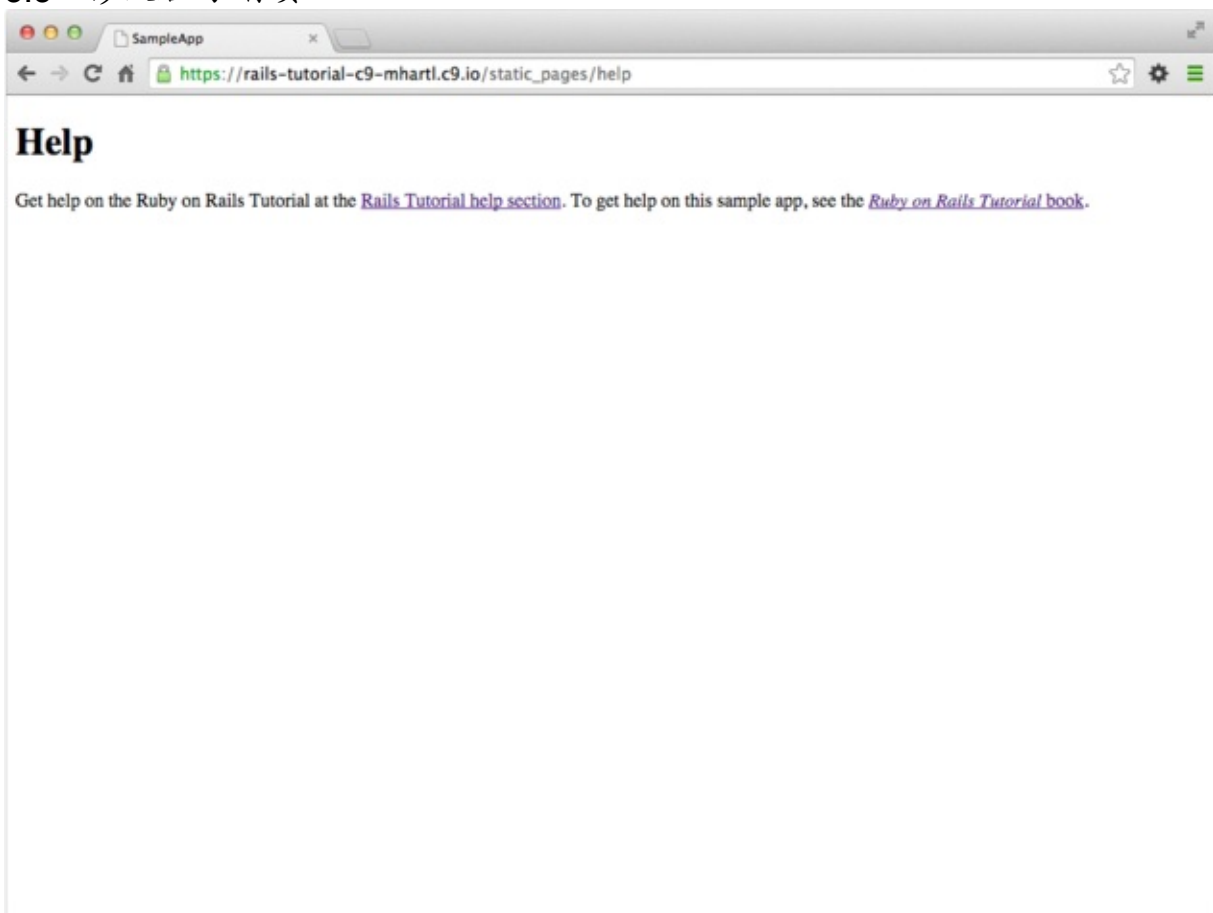 SampleApp
https://rails-tutorial-c9-mhartl.c9.io/static_pages/help
Help
Get help on the Ruby on Rails Tutorial at the Rails Tutorial help section. To get help on this sample app, see the Ruby on Rails Tutorial book.